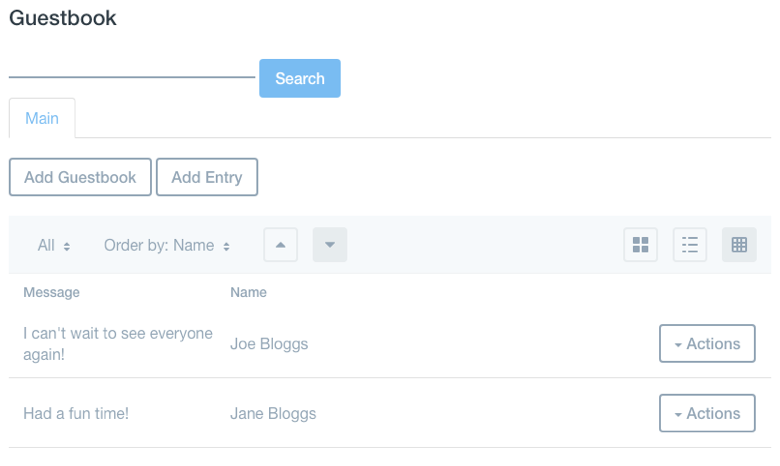 Guestbook
Search
Main
Add Guestbook Add Entry
All Order by: Name
Message Name
I can't wait to see everyone
again!
Joe Bloggs
Actions
Had a fun time! Jane Bloggs Actions